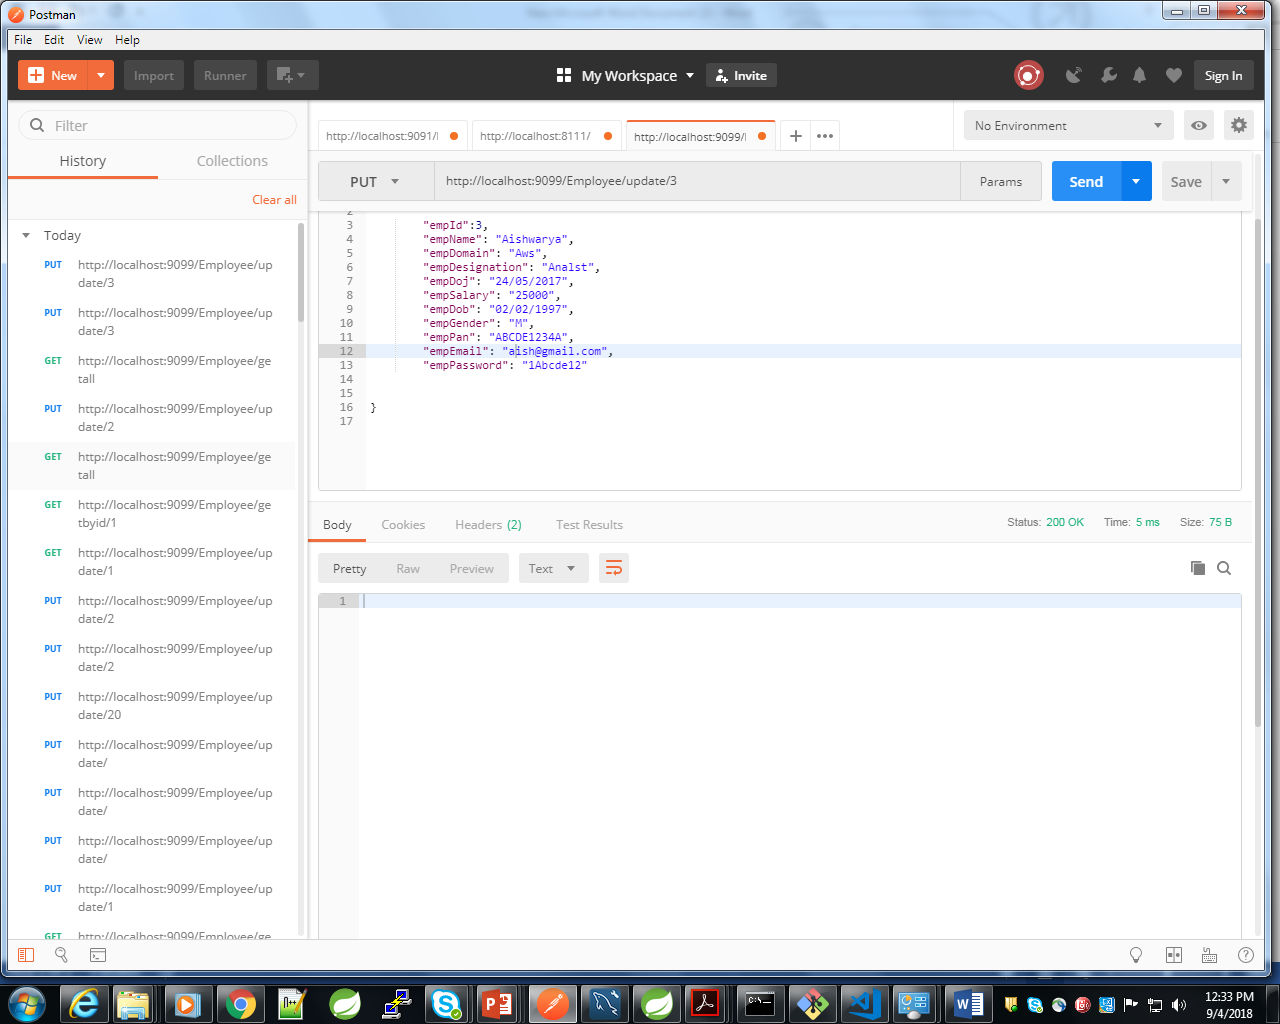 Postman
File Edit View Help
New Import Runner My Workspace Invite Sign In
Filter
History Collections
Clear all
Today
PUT http://localhost:9099/Employee/up
date/3
PUT http://localhost:9099/Employee/up
date/3
GET http://localhost:9099/Employee/ge
tall
PUT http://localhost:9099/Employee/up
date/2
GET http://localhost:9099/Employee/ge
tall
GET http://localhost:9099/Employee/ge
tbyid/1
GET http://localhost:9099/Employee/up
date/1
PUT http://localhost:9099/Employee/up
date/2
PUT http://localhost:9099/Employee/up
date/2
PUT http://localhost:9099/Employee/up
date/20
PUT http://localhost:9099/Employee/up
date/
PUT http://localhost:9099/Employee/up
date/
PUT http://localhost:9099/Employee/up
date/
PUT http://localhost:9099/Employee/up
date/1
GET http://localhost:9099/Employee/ge
http://localhost:9091/ http://localhost:8111/ http://localhost:9099/ + ••• No Environment
PUT http://localhost:9099/Employee/update/3 Params Send Save
2
3 "empId":3,
4 "empName": "Aishwarya",
5 "empDomain": "Aws",
6 "empDesignation": "Analst",
7 "empDoj": "24/05/2017",
8 "empSalary": "25000",
9 "empDob": "02/02/1997",
10 "empGender": "M",
11 "empPan": "ABCDE1234A",
12 "empEmail": "aish@gmail.com",
13 "empPassword": "1Abcde12"
14
15
16 }
17
Body Cookies Headers (2) Test Results Status: 200 OK Time: 5 ms Size: 75 B
Pretty Raw Preview Text
1
12:33 PM
9/4/2018